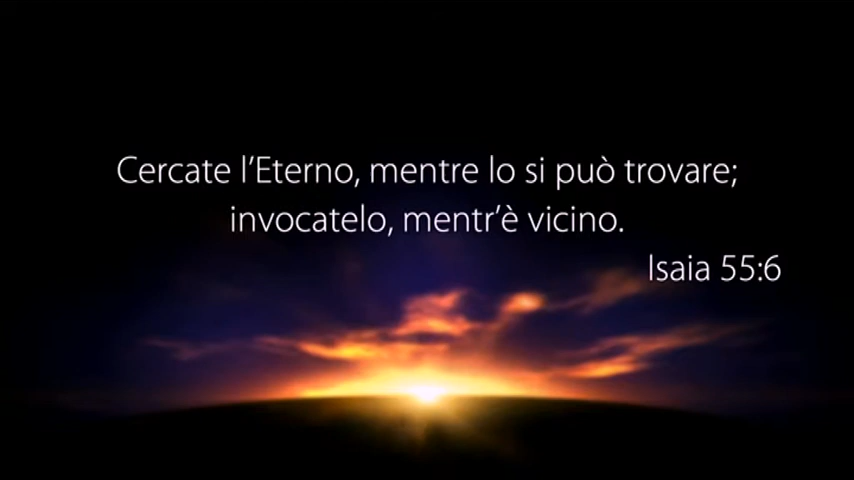 Cercate l’Eterno, mentre lo si può trovare;
invocatelo, mentr’è vicino.
Isaia 55:6